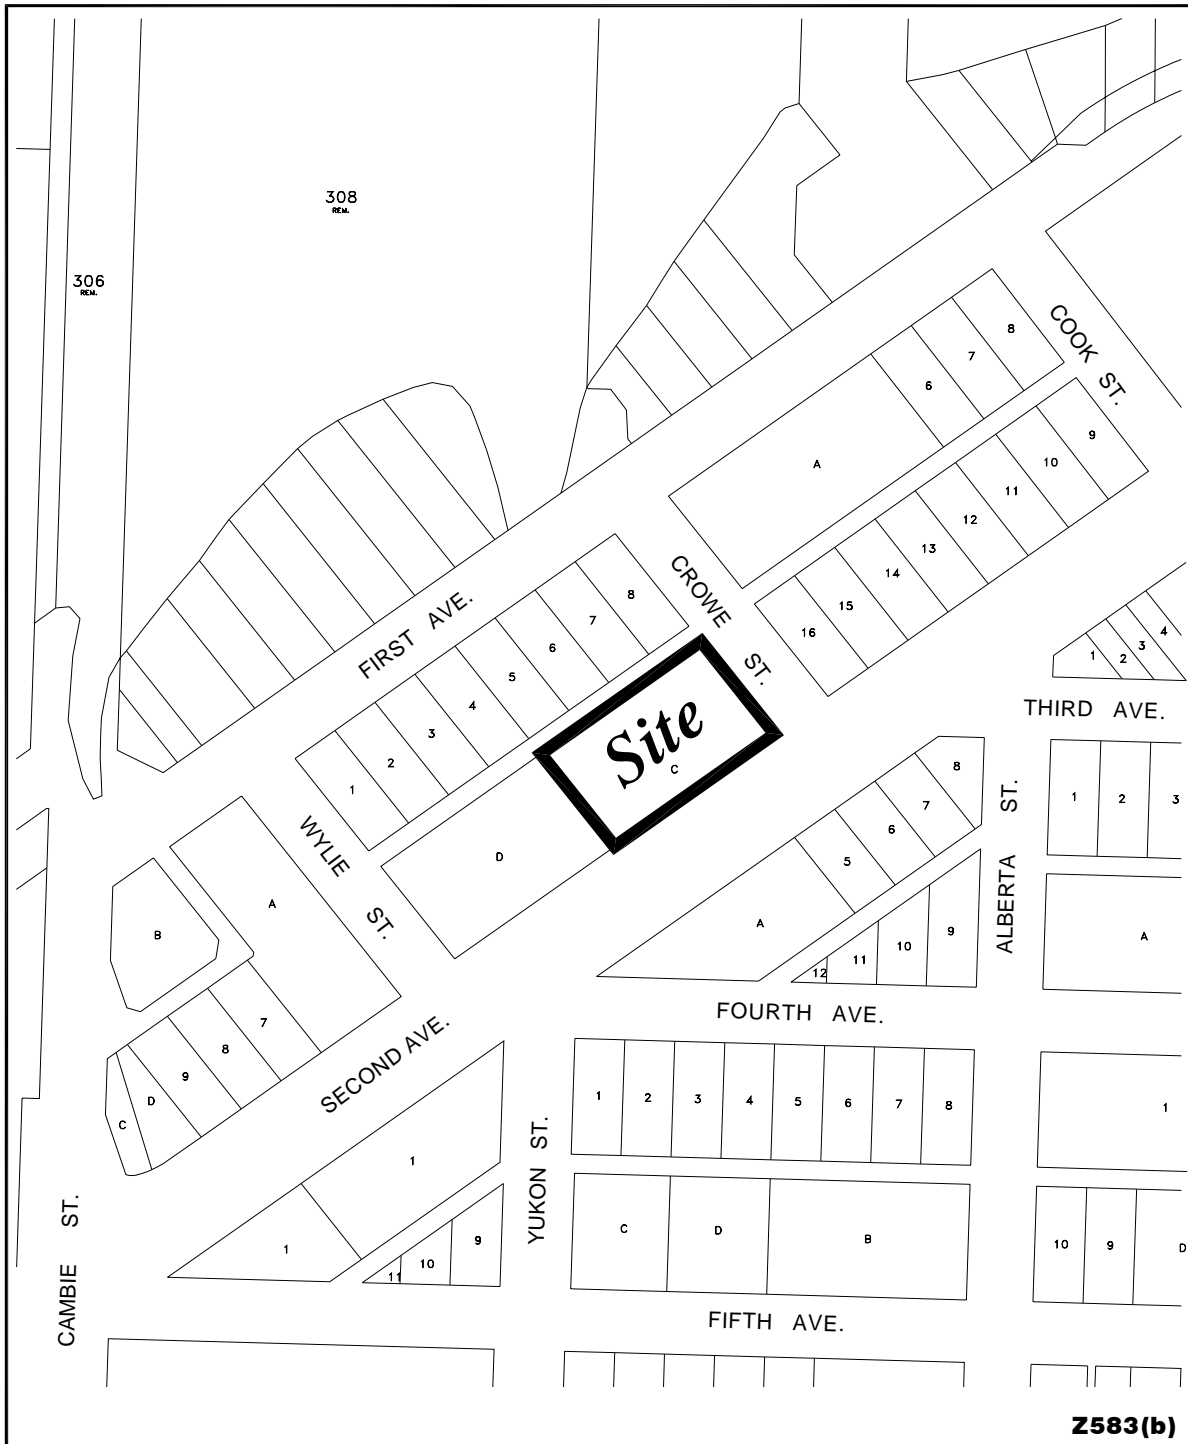 308
REM.
306
REM.
COOK ST.
8
7
6
A
9
10
11
12
13
14
15
16
CROWE ST.
FIRST AVE.
8
7
6
5
4
3
2
1
Site
C
D
WYLIE ST.
A
B
7
8
9
D
C
SECOND AVE.
4
3
2
1
THIRD AVE.
8
7
6
5
A
ALBERTA ST.
1
2
3
A
9
10
11
12
FOURTH AVE.
1
2
3
4
5
6
7
8
1
YUKON ST.
1
1
9
10
11
C
D
B
10
9
D
CAMBIE ST.
FIFTH AVE.
Z583(b)